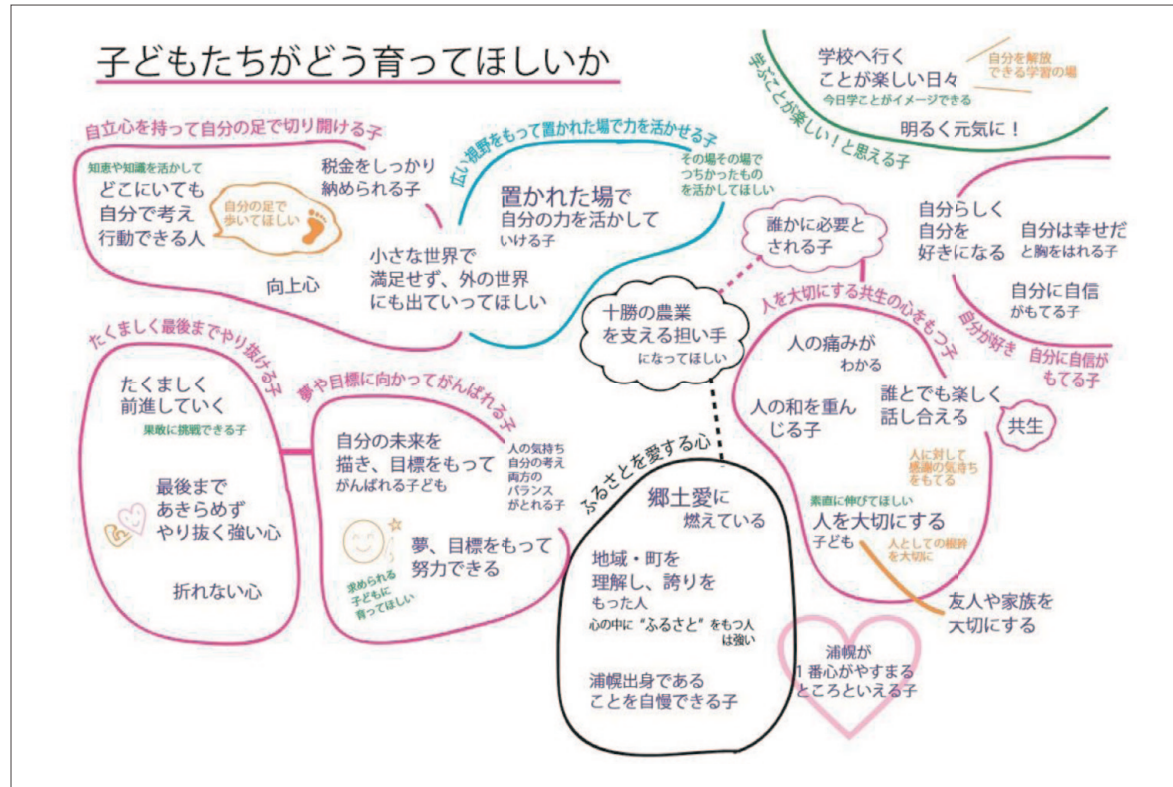 子どもたちがどう育ってほしいか
自立心を持って自分の足で切り開ける子
知恵や知識を活かして
どこにいても
自分で考え
行動できる人
自分の足で
歩いてほしい
税金をしっかり
納められる子
向上心
小さな世界で
満足せず、外の世界
にも出ていってほしい
広い視野をもって置かれた場で力を活かせる子
置かれた場で
自分の力を活かして
いける子
その場その場で
つちかったもの
を活かしてほしい
学ぶことが楽しい！と思える子
学校へ行く
ことが楽しい日々
今日学ことがイメージできる
自分を解放
できる学習の場
明るく元気に！
誰かに必要と
される子
十勝の農業
を支える担い手
になってほしい
自分らしく
自分を
好きになる
自分は幸せだ
と胸をはれる子
自分に自信
がもてる子
自分が好き
自分に自信が
もてる子
たくましく最後までやり抜ける子
たくましく
前進していく
果敢に挑戦できる子
最後まで
あきらめず
やり抜く強い心
折れない心
夢や目標に向かってがんばれる子
自分の未来を
描き、目標をもって
がんばれる子ども
人の気持ち
自分の考え
両方の
バランス
がとれる子
夢、目標をもって
努力できる
求められる
子どもに
育ってほしい
ふるさとを愛する心
郷土愛に
燃えている
地域・町を
理解し、誇りを
もった人
心の中に“ふるさと”をもつ人
は強い
浦幌出身である
ことを自慢できる子
人を大切にする共生の心をもつ子
人の痛みが
わかる
人の和を重ん
じる子
誰とでも楽しく
話し合える
共生
人に対して
感謝の気持ち
をもてる
素直に伸びてほしい
人を大切にする
子ども
人としての根幹
を大切に
友人や家族を
大切にする
浦幌が
1番心がやすまる
ところといえる子